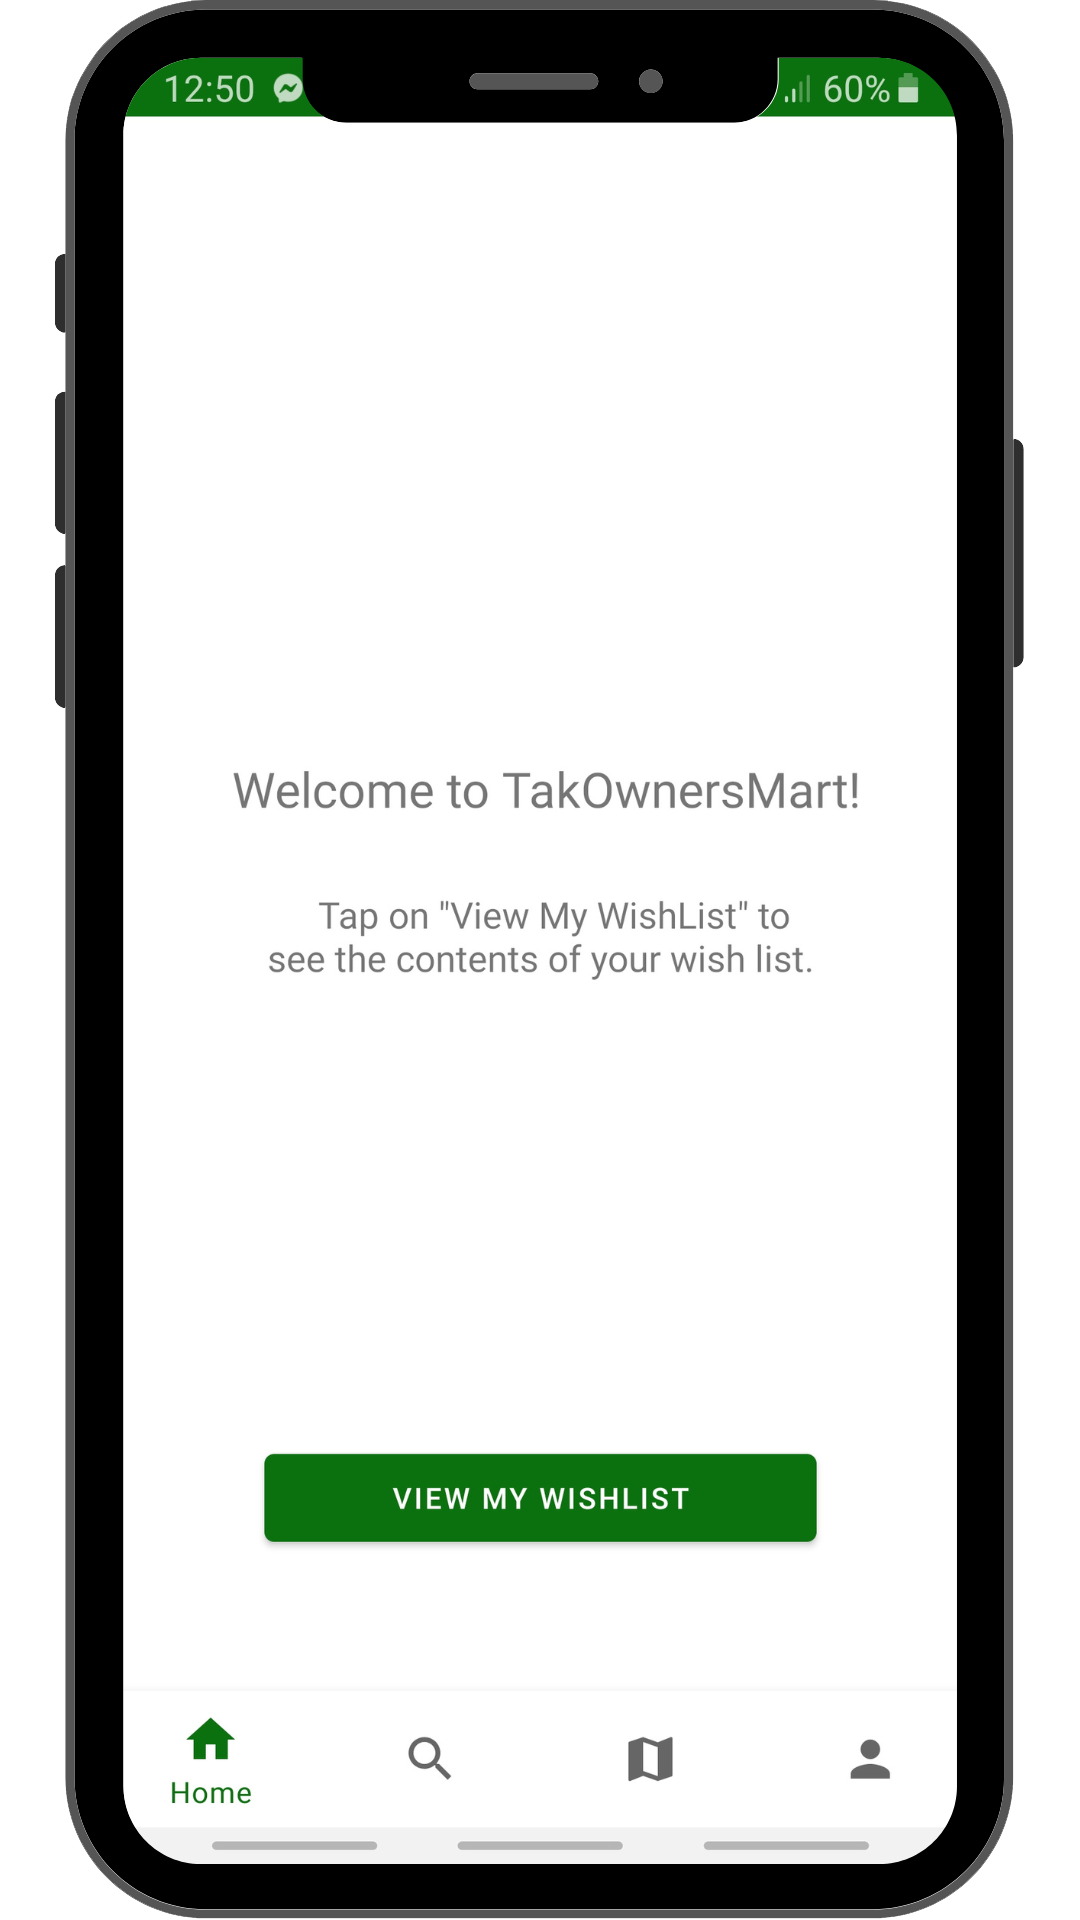 12:50
60%
Welcome to TakOwnersMart!
Tap on "View My WishList" to
see the contents of your wish list.
VIEW MY WISHLIST
Home